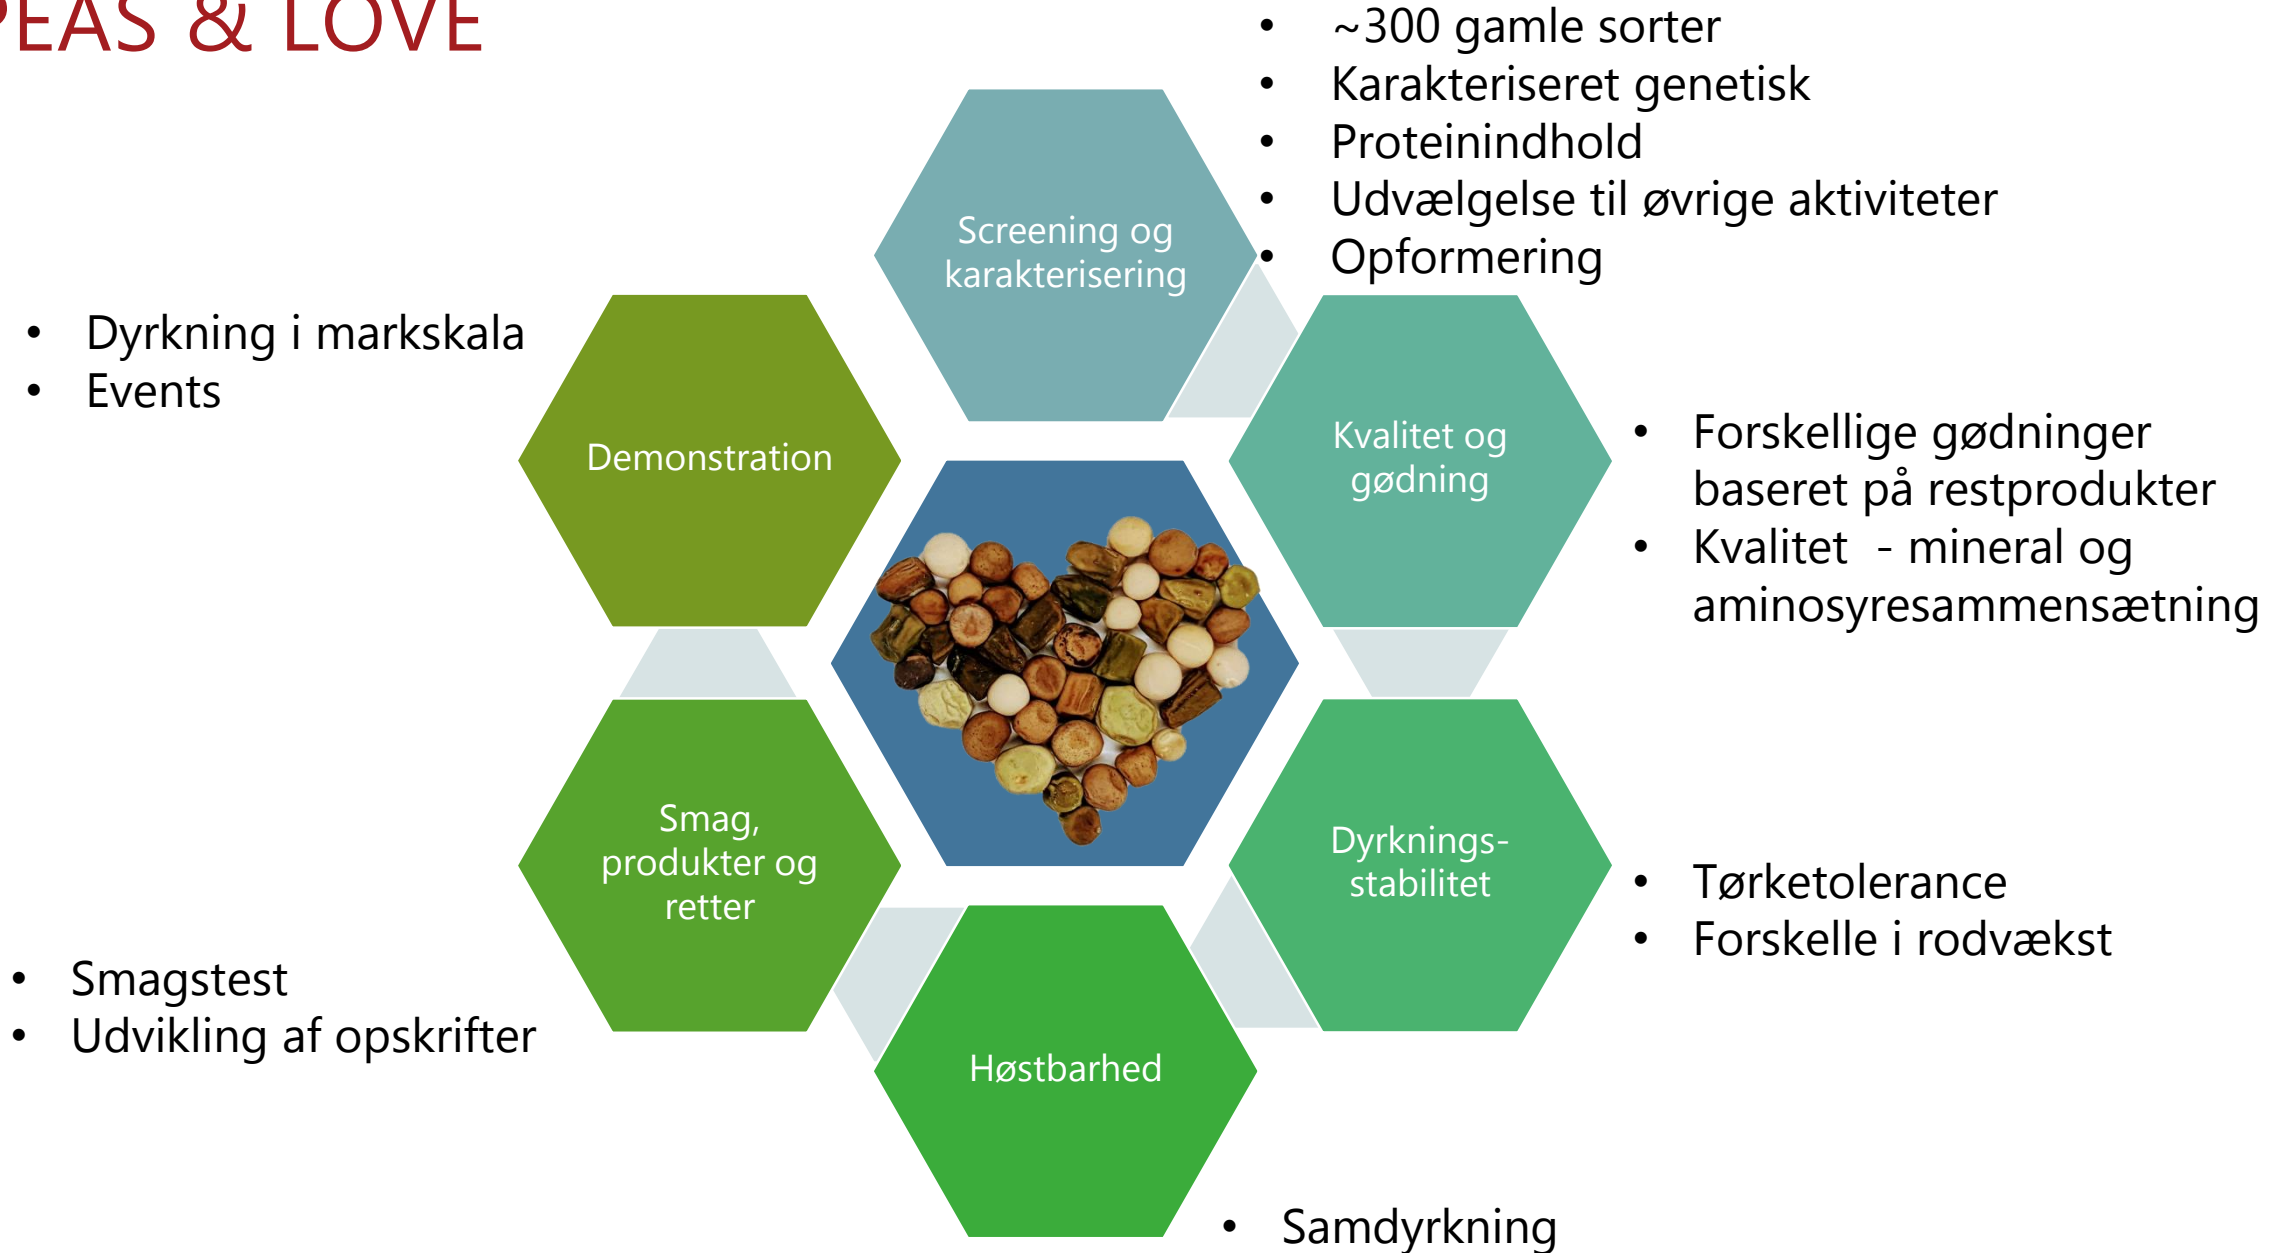 PEAS & LOVE
• ~300 gamle sorter
• Karakteriseret genetisk
• Proteinindhold
• Udvælgelse til øvrige aktiviteter
• Opformering
Screening og
karakterisering
• Dyrkning i markskala
• Events
Demonstration
Kvalitet og
gødning
• Forskellige gødninger
baseret på restprodukter
• Kvalitet - mineral og
aminosyresammensætning
Smag,
produkter og
retter
Dyrknings-
stabilitet
• Tørketolerance
• Forskelle i rodvækst
• Smagstest
• Udvikling af opskrifter
Høstbarhed
• Samdyrkning